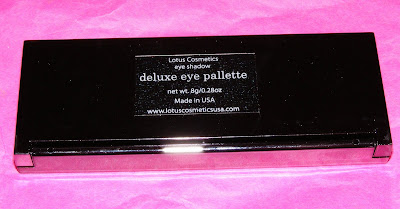 Lotus Cosmetics
eye shadow
deluxe eye pallette
net wt. 8g/0.28oz
Made in USA
www.lotuscosmeticsusa.com